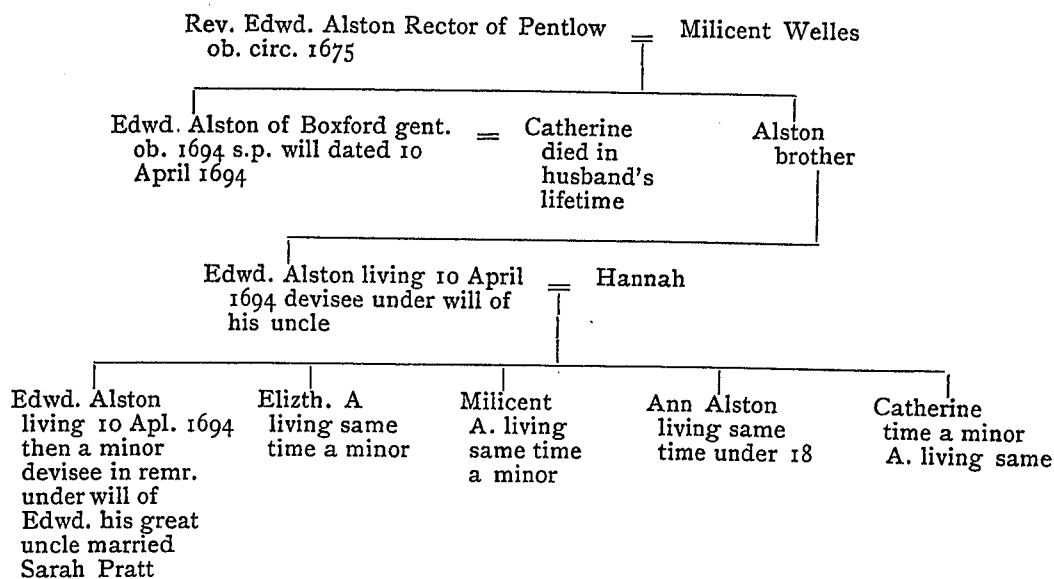 Rev. Edwd. Alston Rector of Pentlow
ob. circ. 1675
=
Milicent Welles
Edwd. Alston of Boxford gent.
ob. 1694 s.p. will dated 10
April 1694
=
Catherine
died in
husband's
lifetime
Alston
brother
Edwd. Alston living 10 April
1694 devisee under will of
his uncle
=
Hannah
Edwd. Alston
living 10 Apl. 1694
then a minor
devisee in remr.
under will of
Edwd. his great
uncle married
Sarah Pratt
Elizth. A
living same
time a minor
Milicent
A. living
same time
a minor
Ann Alston
living same
time under 18
Catherine
time a minor
A. living same